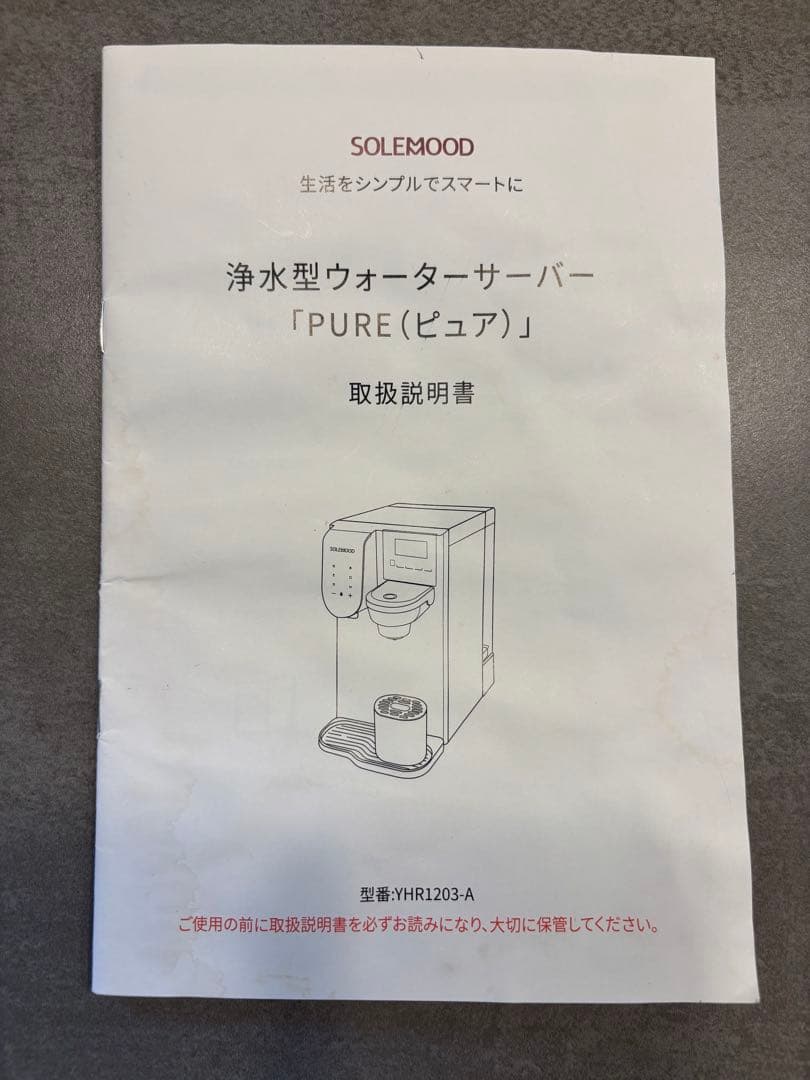 SOLEMOOD
生活をシンプルでスマートに
浄水型ウォーターサーバー
「PURE（ピュア）」
取扱説明書
SOLEMOOD
型番:YHR1203-A
ご使用の前に取扱説明書を必ずお読みになり、大切に保管してください。